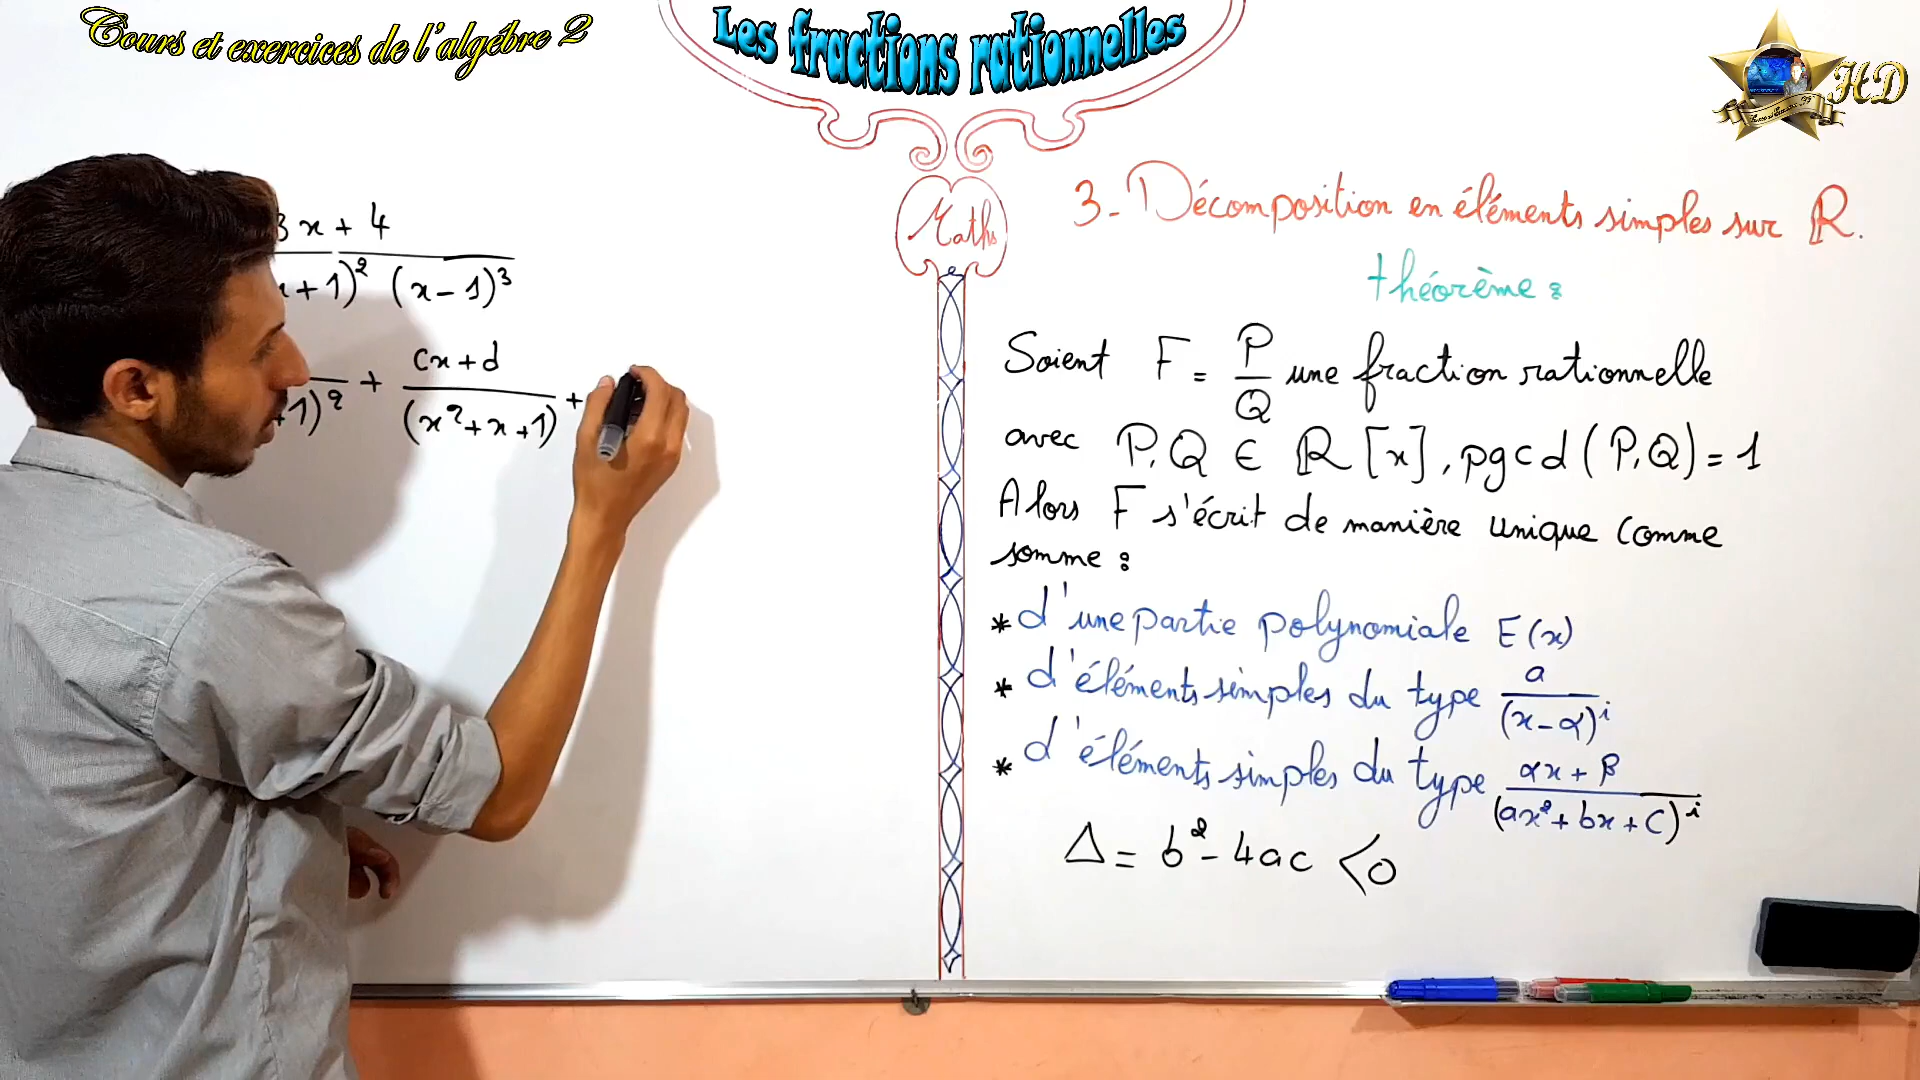 Cours et exercices de l'algébre 2
Les fractions rationnelles
HD
3x + 4
x + 1)² (x - 1)³
+1)² + cx + d / (x² + x + 1) +
Maths
3- Décomposition en éléments simples sur ℝ.
théorème :
Soient F = P/Q une fraction rationnelle
avec P, Q ∈ ℝ [x], pgcd (P, Q) = 1
Alors F s'écrit de manière unique comme
somme :
* d'une partie polynomiale E(x)
* d'éléments simples du type a / (x - α)^i
* d'éléments simples du type αx + β / (ax² + bx + c)^i
Δ = b² - 4ac < 0